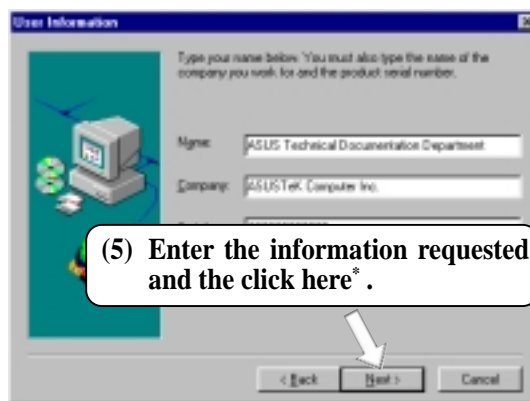 User Information
Type your name below. You must also type the name of the
company you work for and the product serial number.
Name: ASUS Technical Documentation Department
Company: ASUSTeK Computer Inc.
(5) Enter the information requested
and the click here* .
< Back Next > Cancel